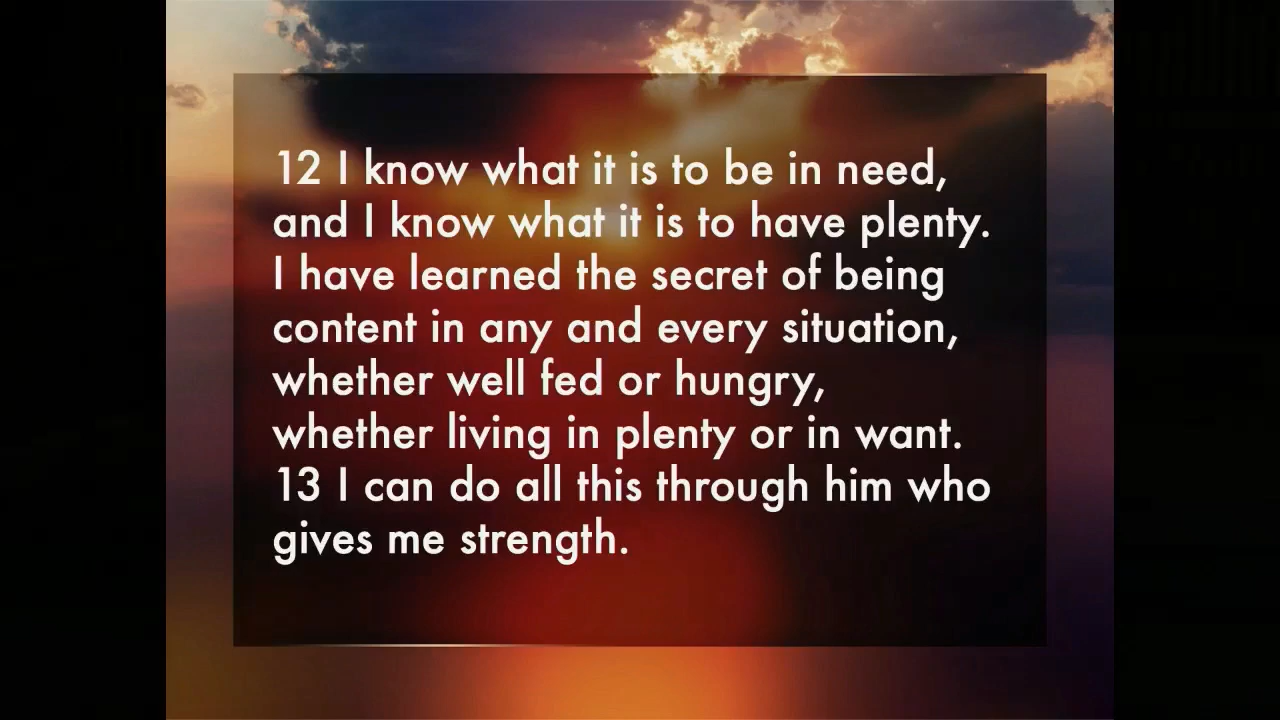 12 I know what it is to be in need,
and I know what it is to have plenty.
I have learned the secret of being
content in any and every situation,
whether well fed or hungry,
whether living in plenty or in want.
13 I can do all this through him who
gives me strength.